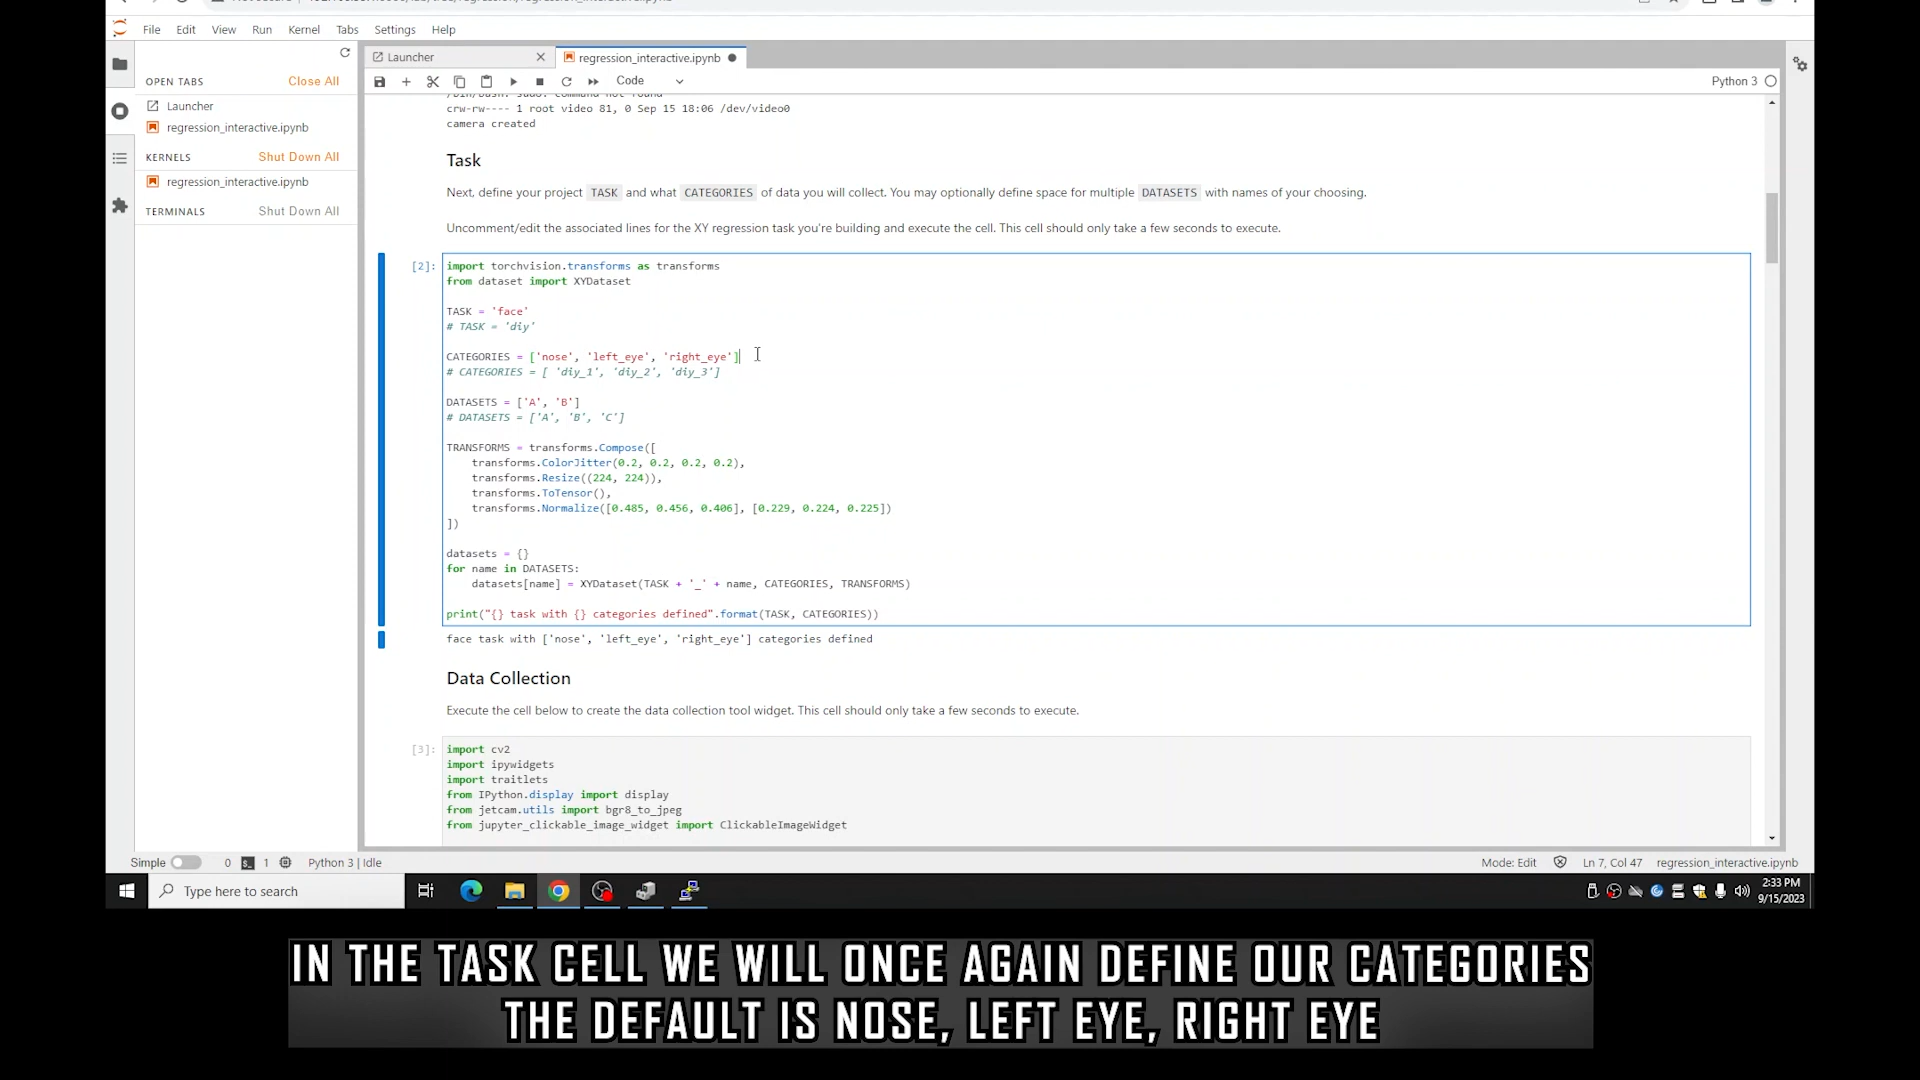 File Edit View Run Kernel Tabs Settings Help
OPEN TABS Close All
Launcher
regression_interactive.ipynb
KERNELS Shut Down All
regression_interactive.ipynb
TERMINALS Shut Down All
Launcher regression_interactive.ipynb
Code Python 3
/bin/bash: sudo: command not found
crw-rw---- 1 root video 81, 0 Sep 15 18:06 /dev/video0
camera created
Task
Next, define your project TASK and what CATEGORIES of data you will collect. You may optionally define space for multiple DATASETS with names of your choosing.
Uncomment/edit the associated lines for the XY regression task you're building and execute the cell. This cell should only take a few seconds to execute.
[2]: import torchvision.transforms as transforms
from dataset import XYDataset
TASK = 'face'
# TASK = 'diy'
CATEGORIES = ['nose', 'left_eye', 'right_eye']
# CATEGORIES = [ 'diy_1', 'diy_2', 'diy_3']
DATASETS = ['A', 'B']
# DATASETS = ['A', 'B', 'C']
TRANSFORMS = transforms.Compose([
transforms.ColorJitter(0.2, 0.2, 0.2, 0.2),
transforms.Resize((224, 224)),
transforms.ToTensor(),
transforms.Normalize([0.485, 0.456, 0.406], [0.229, 0.224, 0.225])
])
datasets = {}
for name in DATASETS:
datasets[name] = XYDataset(TASK + '_' + name, CATEGORIES, TRANSFORMS)
print("{} task with {} categories defined".format(TASK, CATEGORIES))
face task with ['nose', 'left_eye', 'right_eye'] categories defined
Data Collection
Execute the cell below to create the data collection tool widget. This cell should only take a few seconds to execute.
[3]: import cv2
import ipywidgets
import traitlets
from IPython.display import display
from jetcam.utils import bgr8_to_jpeg
from jupyter_clickable_image_widget import ClickableImageWidget
Simple 0 1 Python 3 | Idle Mode: Edit Ln 7, Col 47 regression_interactive.ipynb
Type here to search 2:33 PM
9/15/2023
IN THE TASK CELL WE WILL ONCE AGAIN DEFINE OUR CATEGORIES
THE DEFAULT IS NOSE, LEFT EYE, RIGHT EYE